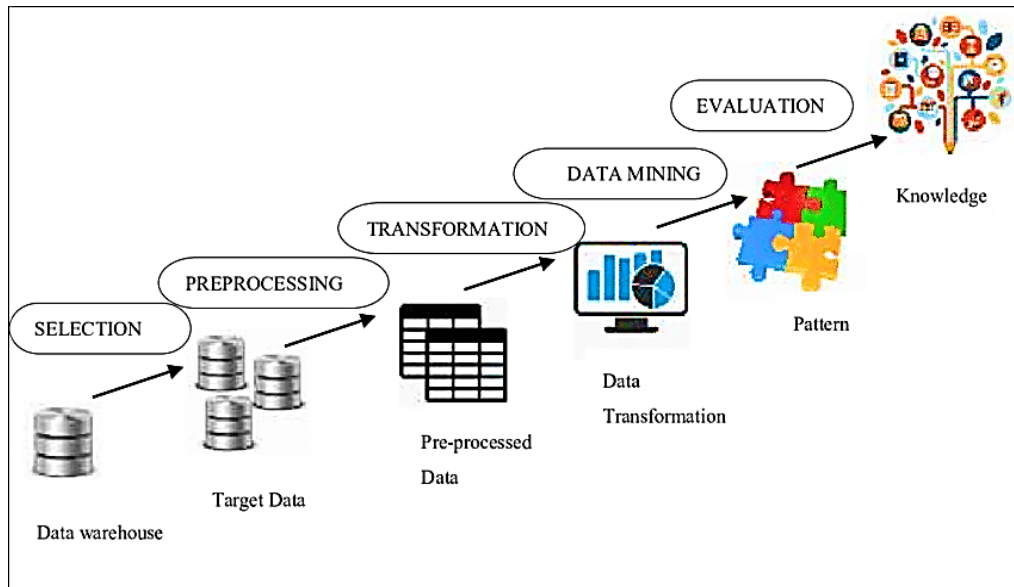 EVALUATION
Knowledge
DATA MINING
TRANSFORMATION
Pattern
PREPROCESSING
Data
Transformation
SELECTION
Pre-processed
Data
Target Data
Data warehouse